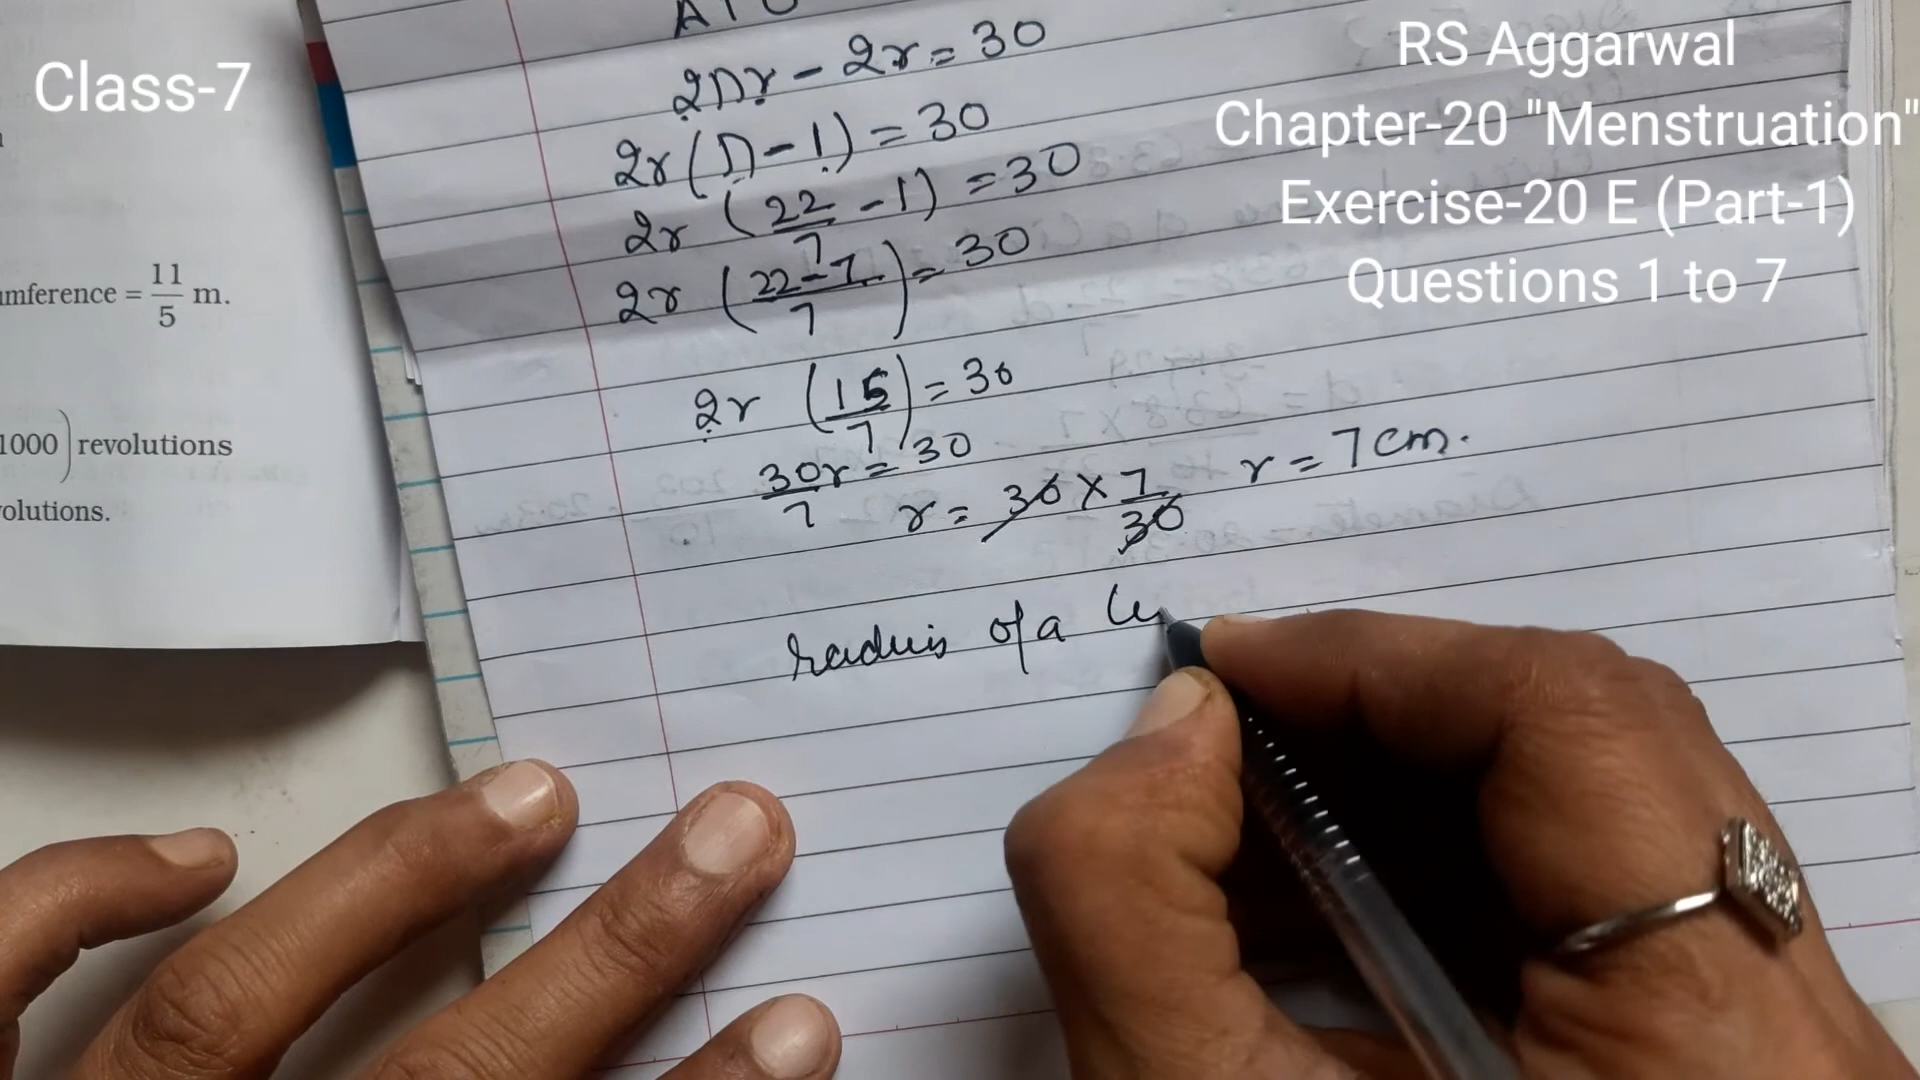 Class-7
RS Aggarwal
Chapter-20 "Menstruation"
Exercise-20 E (Part-1)
Questions 1 to 7
umference = 11/5 m.
1000) revolutions
olutions.
2πr - 2r = 30
2r (π - 1) = 30
2r (22/7 - 1) = 30
2r (22-7/7) = 30
2r (15/7) = 30
30r/7 = 30
r = 30 × 7/30 r = 7 cm.
radius of a